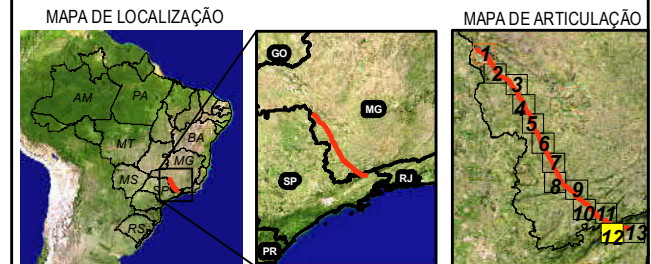 MAPA DE LOCALIZAÇÃO
AM
PA
MT
BA
MG
MS
SP
RS
GO
MG
SP
RJ
PR
MAPA DE ARTICULAÇÃO
1
2
3
4
5
6
7
8
9
10
11
12
13